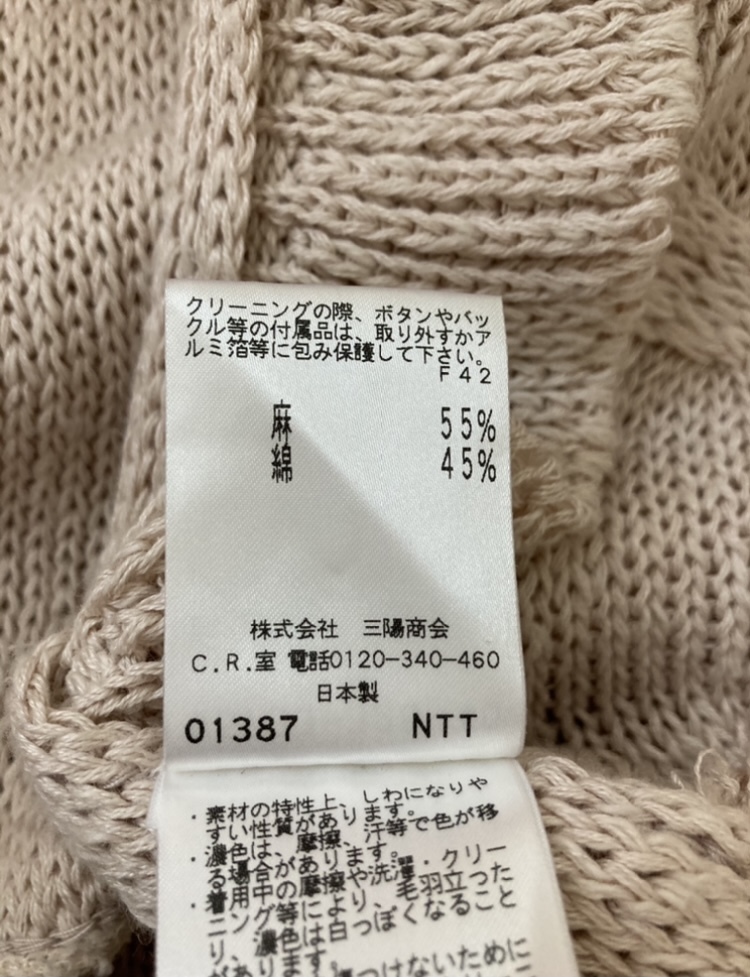 クリーニングの際、ボタンやバッ
クル等の付属品は、取り外すかア
ルミ箔等に包み保護して下さい。
F42
麻 55%
綿 45%
株式会社 三陽商会
C.R.室 電話0120-340-460
日本製
01387 NTT
・素材の特性上、しわになりや
すい性質があります。
・濃色は、摩擦、汗等で色が移
る場合があります。
・着用中の摩擦や洗濯・クリー
ニング等により、毛羽立った
り、濃色は白っぽくなること
があります。
つけないために